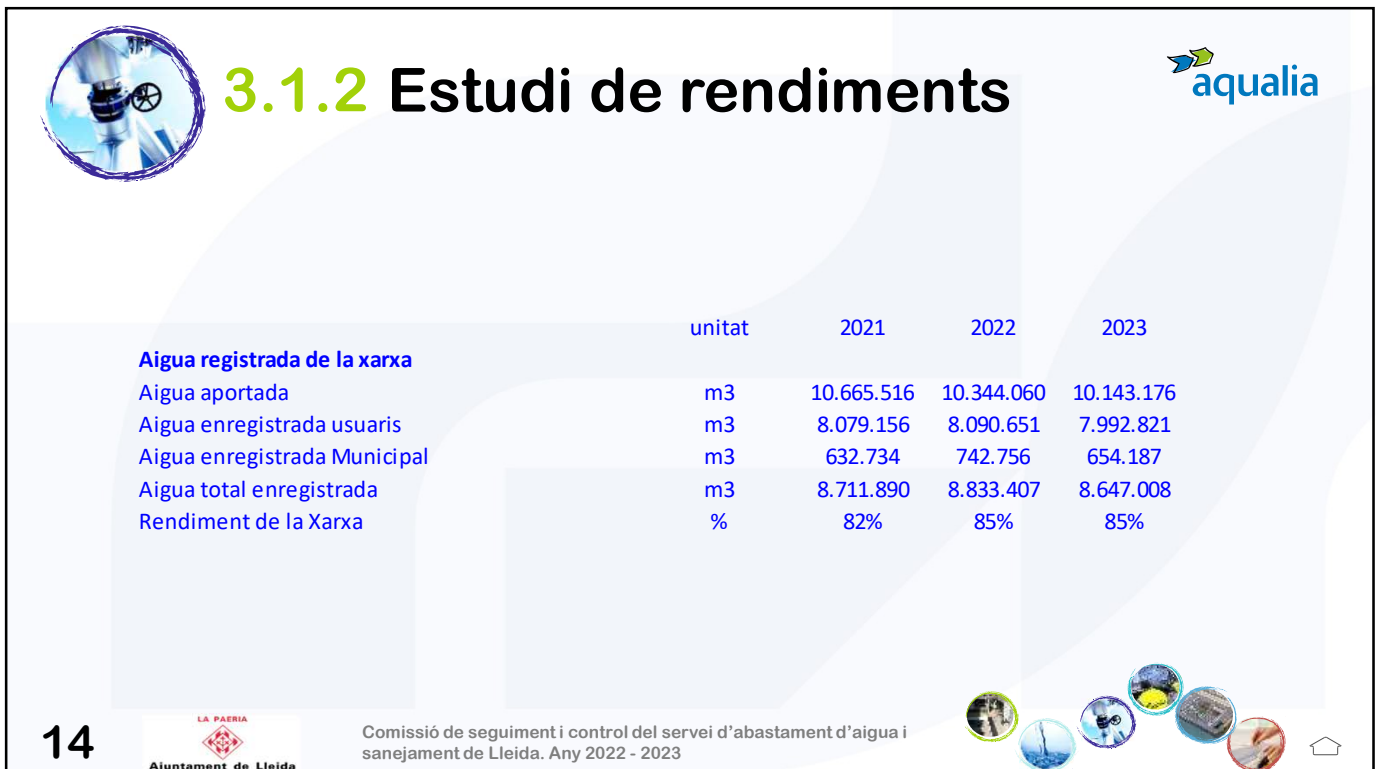 3.1.2 Estudi de rendiments
aqualia
unitat 2021 2022 2023
Aigua registrada de la xarxa
Aigua aportada m3 10.665.516 10.344.060 10.143.176
Aigua enregistrada usuaris m3 8.079.156 8.090.651 7.992.821
Aigua enregistrada Municipal m3 632.734 742.756 654.187
Aigua total enregistrada m3 8.711.890 8.833.407 8.647.008
Rendiment de la Xarxa % 82% 85% 85%
14
LA PAERIA
Ajuntament de Lleida
Comissió de seguiment i control del servei d’abastament d’aigua i
sanejament de Lleida. Any 2022 - 2023